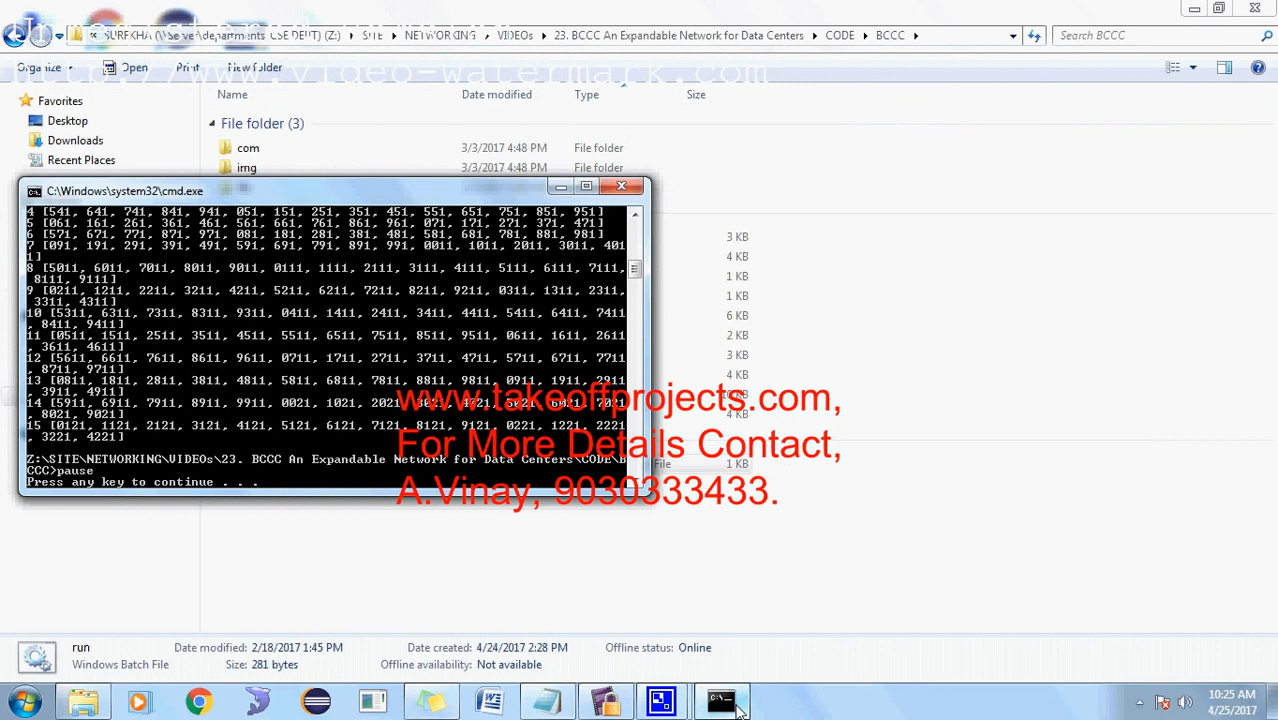 SUREKHA (\\Server\departments CSE DEPT) (Z:) SITE NETWORKING VIDEOs 23. BCCC An Expandable Network for Data Centers CODE BCCC
Search BCCC
Organize Open Print New folder
http://www.video-watermark.com
Name Date modified Type Size
Favorites
Desktop
Downloads
Recent Places
File folder (3)
com 3/3/2017 4:48 PM File folder
img 3/3/2017 4:48 PM File folder
3 KB
4 KB
1 KB
1 KB
6 KB
2 KB
3 KB
4 KB
4 KB
File 1 KB
C:\Windows\system32\cmd.exe
4 [541, 641, 741, 841, 941, 051, 151, 251, 351, 451, 551, 651, 751, 851, 951]
5 [061, 161, 261, 361, 461, 561, 661, 761, 861, 961, 071, 171, 271, 371, 471]
6 [571, 671, 771, 871, 971, 081, 181, 281, 381, 481, 581, 681, 781, 881, 981]
7 [091, 191, 291, 391, 491, 591, 691, 791, 891, 991, 0011, 1011, 2011, 3011, 401
1]
8 [5011, 6011, 7011, 8011, 9011, 0111, 1111, 2111, 3111, 4111, 5111, 6111, 7111,
8111, 9111]
9 [0211, 1211, 2211, 3211, 4211, 5211, 6211, 7211, 8211, 9211, 0311, 1311, 2311,
3311, 4311]
10 [5311, 6311, 7311, 8311, 9311, 0411, 1411, 2411, 3411, 4411, 5411, 6411, 7411
, 8411, 9411]
11 [0511, 1511, 2511, 3511, 4511, 5511, 6511, 7511, 8511, 9511, 0611, 1611, 2611
, 3611, 4611]
12 [5611, 6611, 7611, 8611, 9611, 0711, 1711, 2711, 3711, 4711, 5711, 6711, 7711
, 8711, 9711]
13 [0811, 1811, 2811, 3811, 4811, 5811, 6811, 7811, 8811, 9811, 0911, 1911, 2911
, 3911, 4911]
14 [5911, 6911, 7911, 8911, 9911, 0021, 1021, 2021, 3021, 4021, 5021, 6021, 7021
, 8021, 9021]
15 [0121, 1121, 2121, 3121, 4121, 5121, 6121, 7121, 8121, 9121, 0221, 1221, 2221
, 3221, 4221]
Z:\SITE\NETWORKING\VIDEOs\23. BCCC An Expandable Network for Data Centers\CODE\B
CCC>pause
Press any key to continue . . .
www.takeoffprojects.com,
For More Details Contact,
A.Vinay, 9030333433.
run Date modified: 2/18/2017 1:45 PM Date created: 4/24/2017 2:28 PM Offline status: Online
Windows Batch File Size: 281 bytes Offline availability: Not available
10:25 AM
4/25/2017